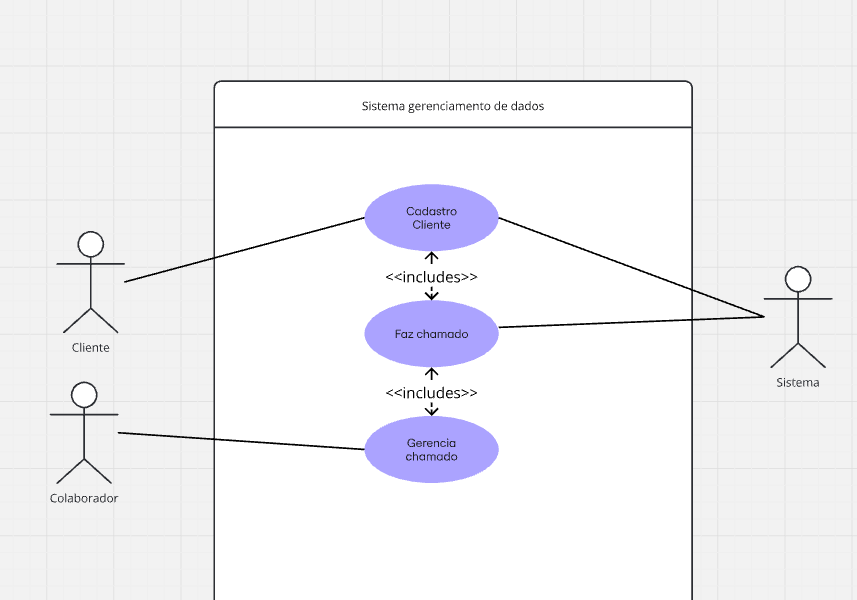 Sistema gerenciamento de dados
Cadastro
Cliente
<<includes>>
Faz chamado
<<includes>>
Gerencia
chamado
Cliente
Colaborador
Sistema